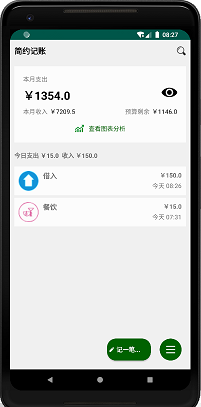 08:27
简约记账
本月支出
¥1354.0
本月收入 ¥7209.5 预算剩余 ¥1146.0
查看图表分析
今日支出 ¥15.0 收入 ¥150.0
借入 ¥150.0
今天 08:26
餐饮 ¥15.0
今天 07:31
记一笔...